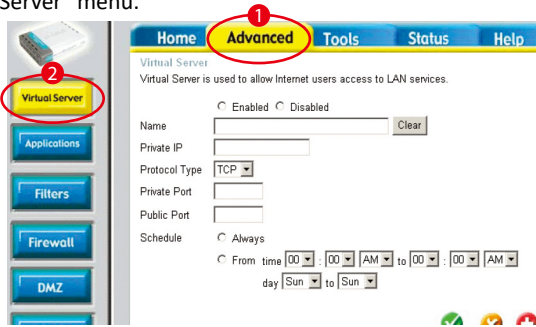 Server" menu.
1
Home Advanced Tools Status Help
2
Virtual Server
Virtual Server is used to allow Internet users access to LAN services.
Enabled Disabled
Name Clear
Private IP
Protocol Type TCP
Private Port
Public Port
Schedule Always
From time 00 : 00 AM to 00 : 00 AM
day Sun to Sun
Virtual Server
Applications
Filters
Firewall
DMZ